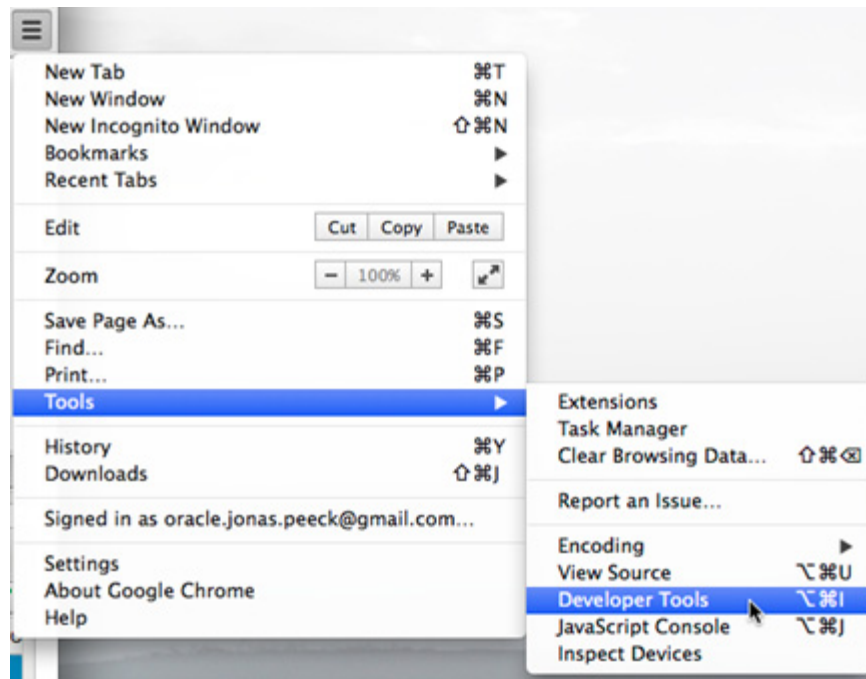 New Tab ⌘T
New Window ⌘N
New Incognito Window ⇧⌘N
Bookmarks ▶
Recent Tabs ▶
Edit Cut Copy Paste
Zoom − 100% +
Save Page As... ⌘S
Find... ⌘F
Print... ⌘P
Tools ▶
History ⌘Y
Downloads ⇧⌘J
Signed in as oracle.jonas.peeck@gmail.com...
Settings
About Google Chrome
Help
Extensions
Task Manager
Clear Browsing Data... ⇧⌘⌫
Report an Issue...
Encoding ▶
View Source ⌥⌘U
Developer Tools ⌥⌘I
JavaScript Console ⌥⌘J
Inspect Devices